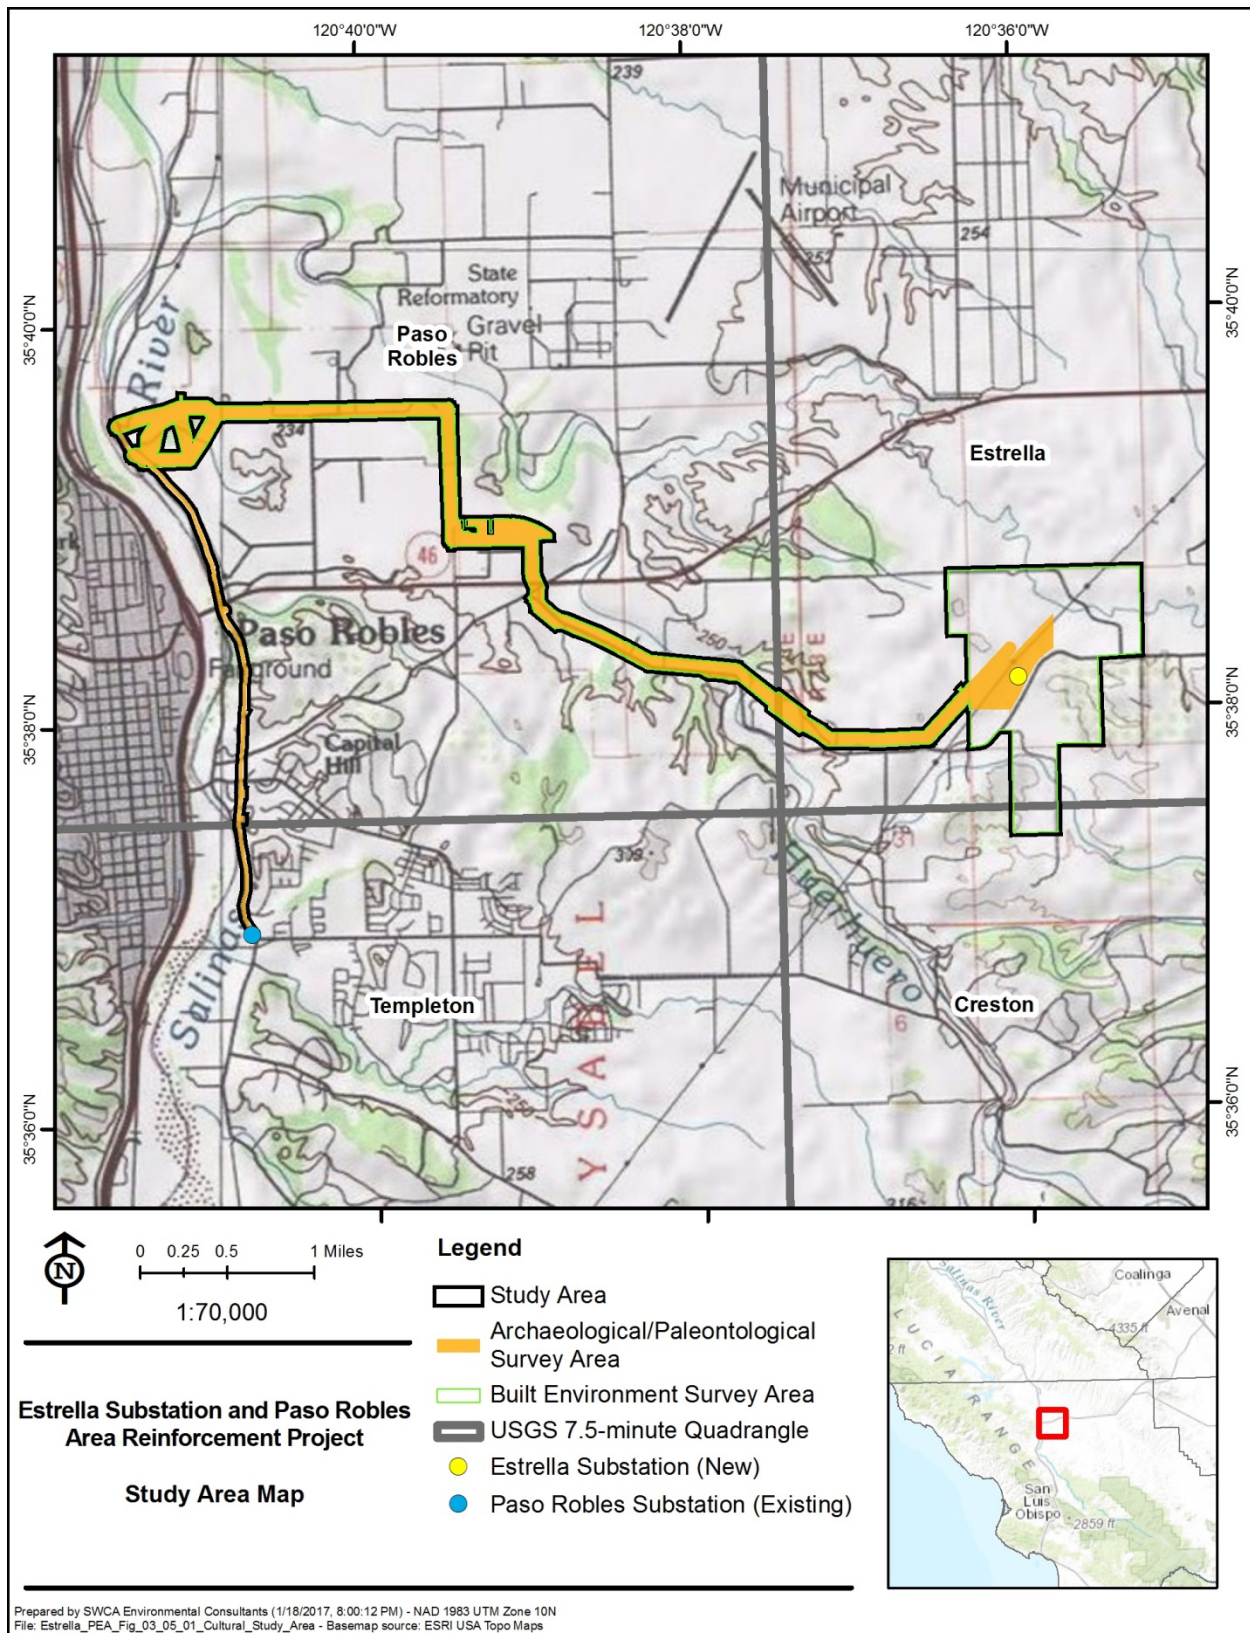 120°40'0"W
120°38'0"W
120°36'0"W
239
Municipal
Airport
254
252
State
Reformatory
Gravel
Pit
Paso
Robles
River
35°40'0"N
35°40'0"N
234
Estrella
46
Paso Robles
Fairground
250
35°38'0"N
35°38'0"N
Capital
Hill
31
Huerhuero
Salinas
Templeton
Creston
6
YSABEL
250
258
35°36'0"N
35°36'0"N
N
0 0.25 0.5 1 Miles
1:70,000
Estrella Substation and Paso Robles
Area Reinforcement Project
Study Area Map
Legend
Study Area
Archaeological/Paleontological
Survey Area
Built Environment Survey Area
USGS 7.5-minute Quadrangle
Estrella Substation (New)
Paso Robles Substation (Existing)
Salinas
River
Coalinga
Avenal
4335 ft
2 ft
LUCIA RANGE
San
Luis
Obispo
2859 ft
Prepared by SWCA Environmental Consultants (1/18/2017, 8:00:12 PM) - NAD 1983 UTM Zone 10N
File: Estrella_PEA_Fig_03_05_01_Cultural_Study_Area - Basemap source: ESRI USA Topo Maps